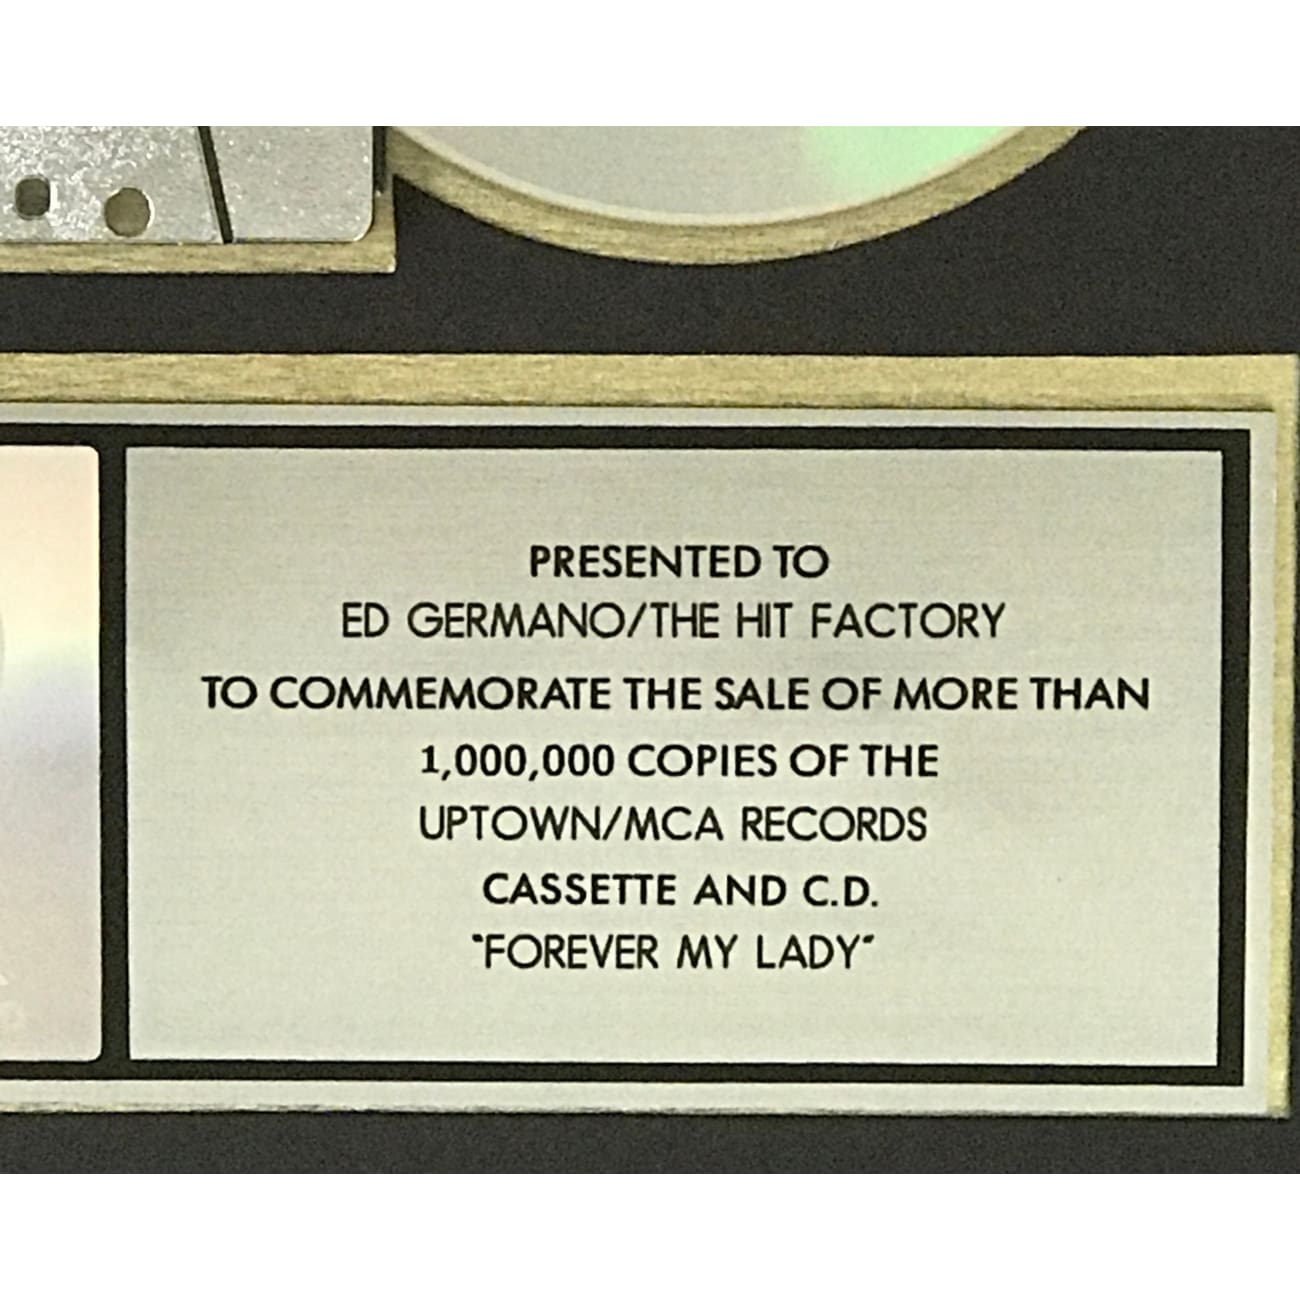 PRESENTED TO
ED GERMANO/THE HIT FACTORY
TO COMMEMORATE THE SALE OF MORE THAN
1,000,000 COPIES OF THE
UPTOWN/MCA RECORDS
CASSETTE AND C.D.
"FOREVER MY LADY"